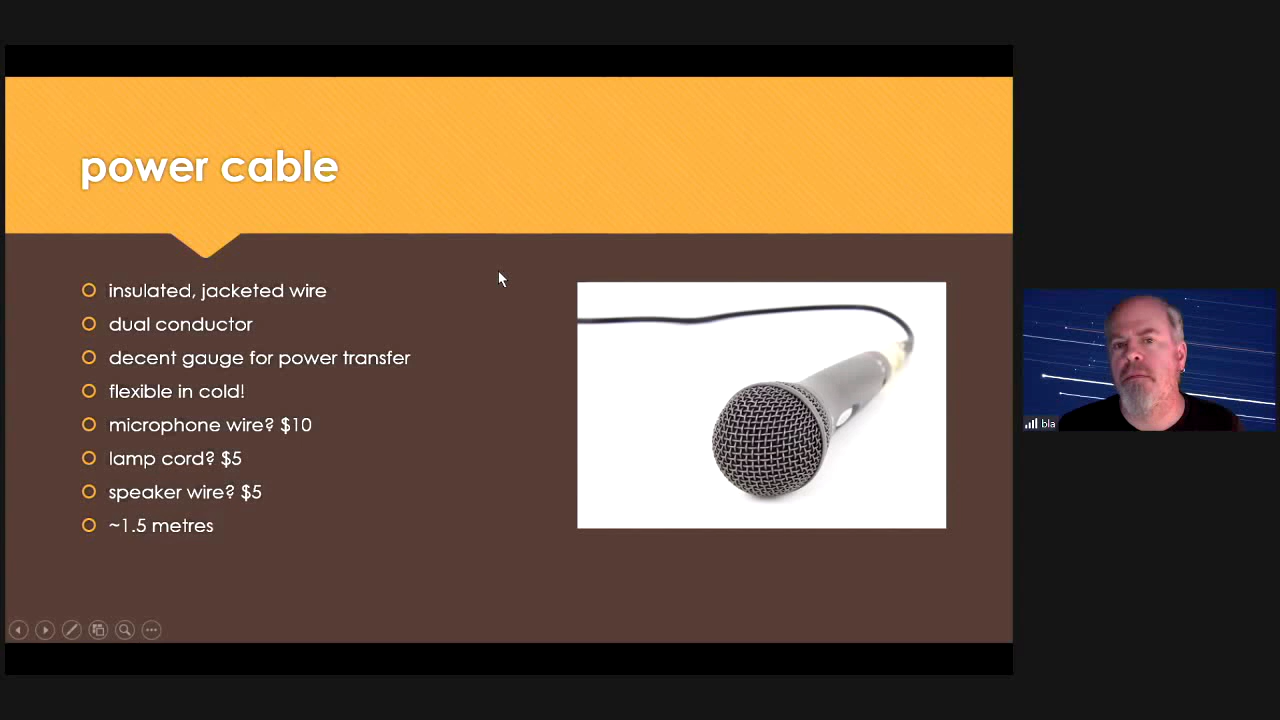 power cable
insulated, jacketed wire
dual conductor
decent gauge for power transfer
flexible in cold!
microphone wire? $10
lamp cord? $5
speaker wire? $5
~1.5 metres
bla